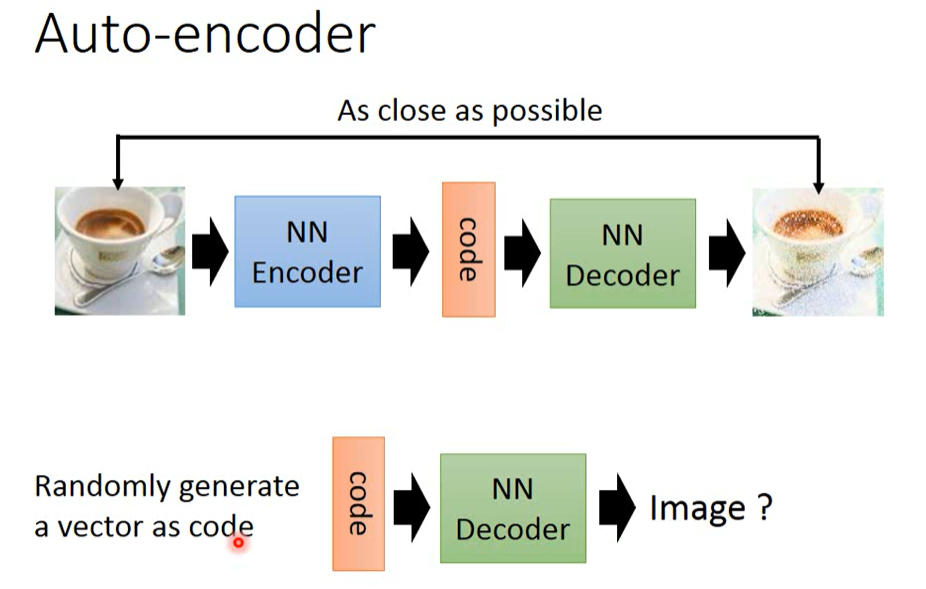 Auto-encoder
As close as possible
NN
Encoder
code
NN
Decoder
Randomly generate
a vector as code
code
NN
Decoder
Image ?